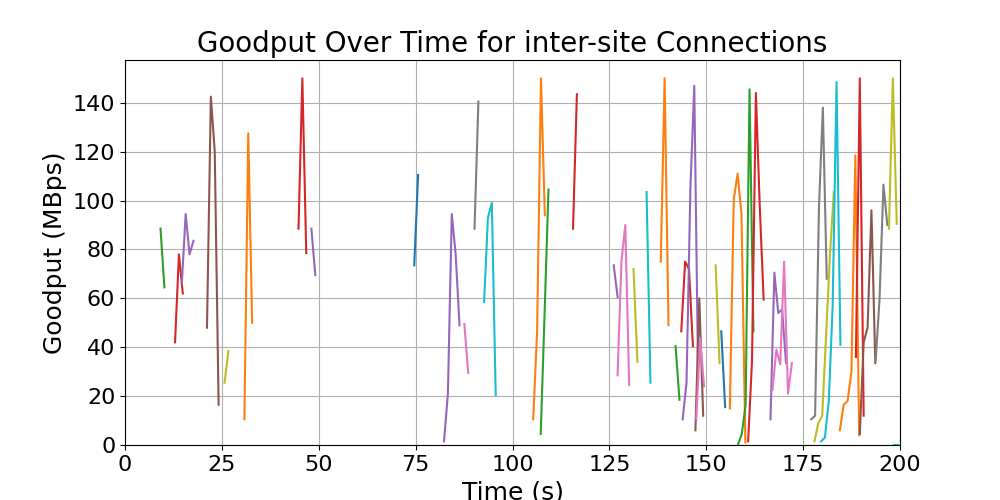 Goodput Over Time for inter-site Connections
Goodput (MBps)
140
120
100
80
60
40
20
0
0 25 50 75 100 125 150 175 200
Time (s)